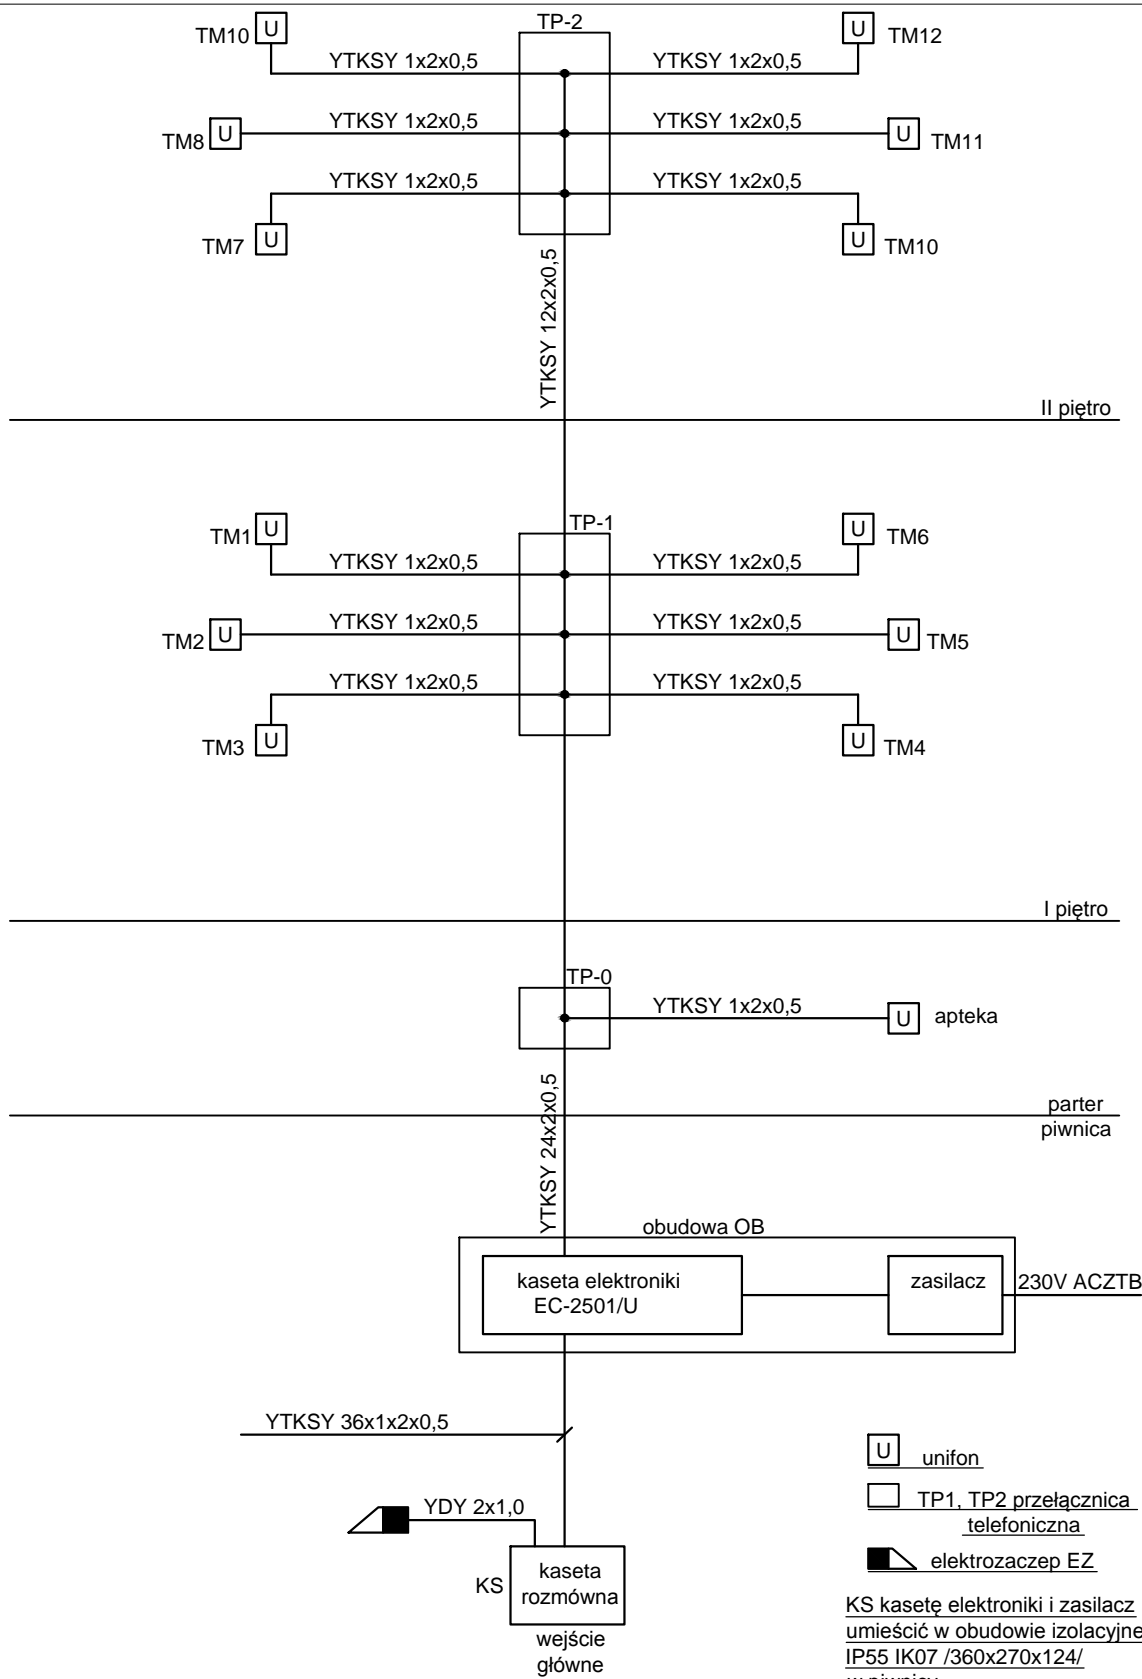 TM10 U TP-2 U TM12
YTKSY 1x2x0,5 YTKSY 1x2x0,5
TM8 U YTKSY 1x2x0,5 YTKSY 1x2x0,5 U TM11
YTKSY 1x2x0,5 YTKSY 1x2x0,5
TM7 U U TM10
YTKSY 12x2x0,5
II piętro
TM1 U TP-1 U TM6
YTKSY 1x2x0,5 YTKSY 1x2x0,5
TM2 U YTKSY 1x2x0,5 YTKSY 1x2x0,5 U TM5
YTKSY 1x2x0,5 YTKSY 1x2x0,5
TM3 U U TM4
I piętro
TP-0
YTKSY 1x2x0,5 U apteka
YTKSY 24x2x0,5
parter
piwnica
obudowa OB
kaseta elektroniki zasilacz 230V ACZTB
EC-2501/U
YTKSY 36x1x2x0,5
YDY 2x1,0
KS kaseta
rozmówna
wejście
główne
U unifon
TP1, TP2 przełącznica
telefoniczna
elektrozaczep EZ
KS kasetę elektroniki i zasilacz
umieścić w obudowie izolacyjne
IP55 IK07 /360x270x124/
w piwnicy